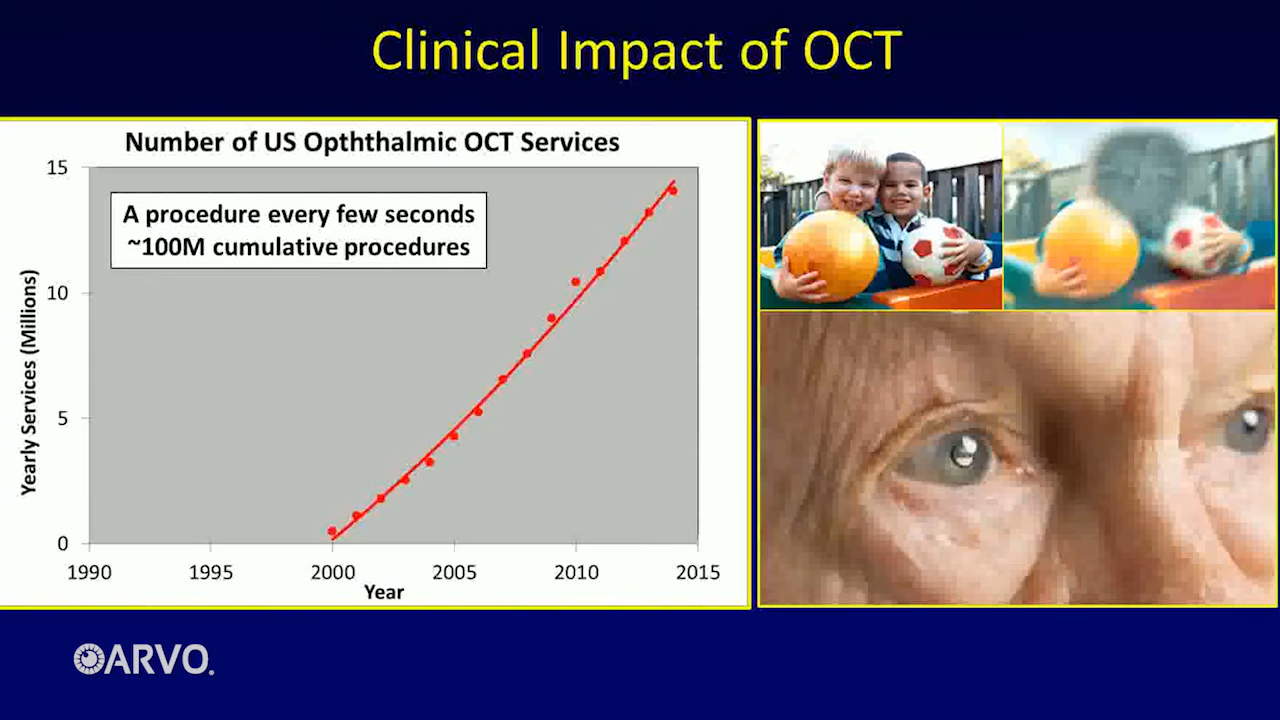 Clinical Impact of OCT
Number of US Opththalmic OCT Services
A procedure every few seconds
~100M cumulative procedures
Yearly Services (Millions)
15
10
5
0
1990 1995 2000 2005 2010 2015
Year
ARVO.